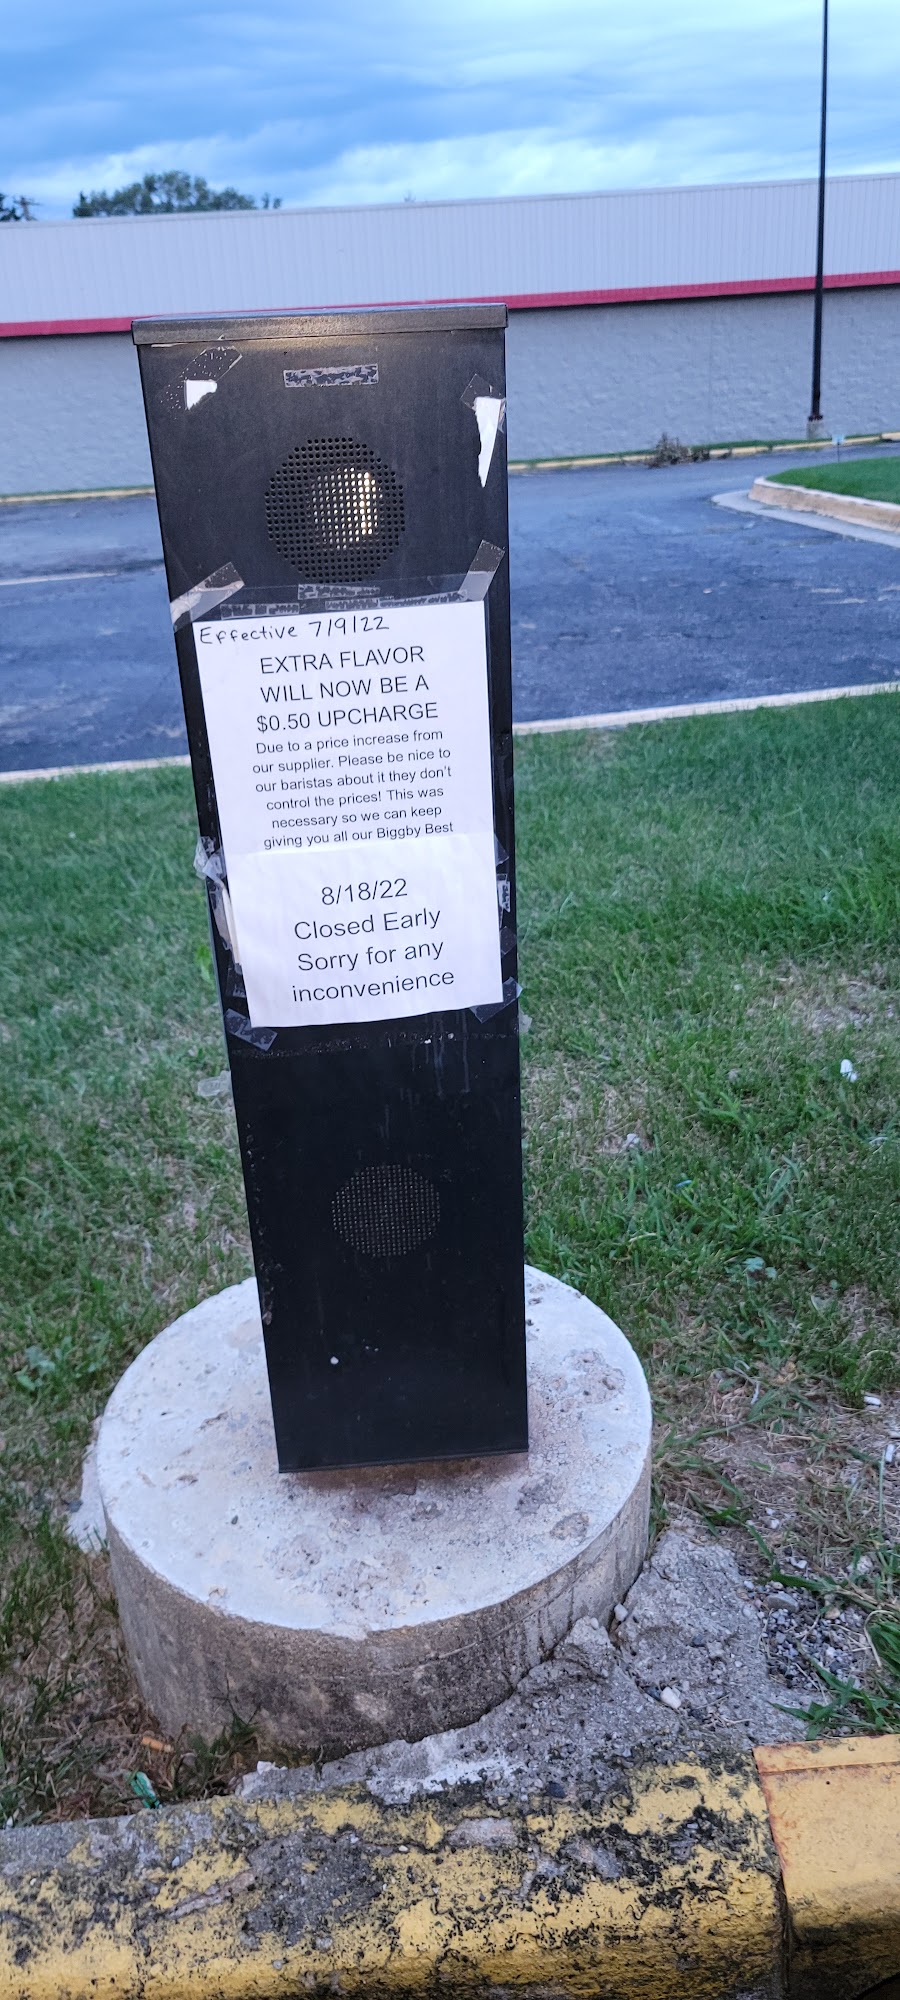 Effective 7/9/22
EXTRA FLAVOR
WILL NOW BE A
$0.50 UPCHARGE
Due to a price increase from
our supplier. Please be nice to
our baristas about it they don't
control the prices! This was
necessary so we can keep
giving you all our Biggby Best
8/18/22
Closed Early
Sorry for any
inconvenience